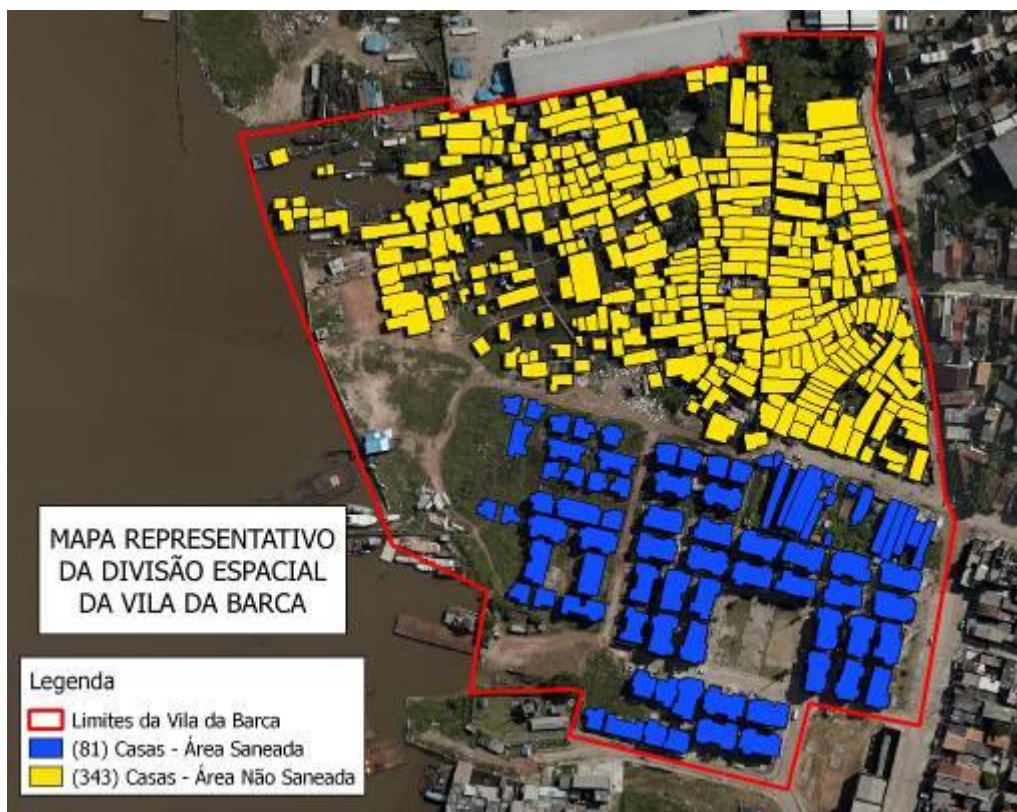 MAPA REPRESENTATIVO
DA DIVISÃO ESPACIAL
DA VILA DA BARCA
Legenda
Limites da Vila da Barca
(81) Casas - Área Saneada
(343) Casas - Área Não Saneada